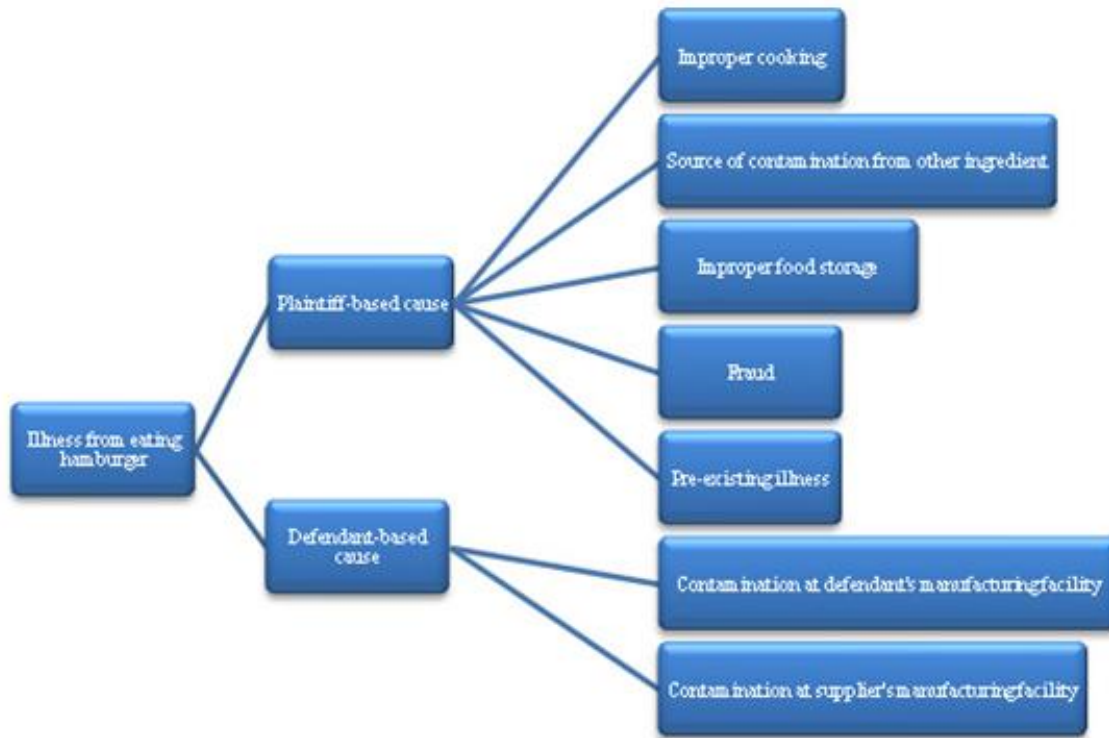 Improper cooking
Source of contamination from other ingredient
Improper food storage
Plaintiff-based cause
Fraud
Illness from eating
hamburger
Pre-existing illness
Defendant-based
cause
Contamination at defendant's manufacturing facility
Contamination at supplier's manufacturing facility